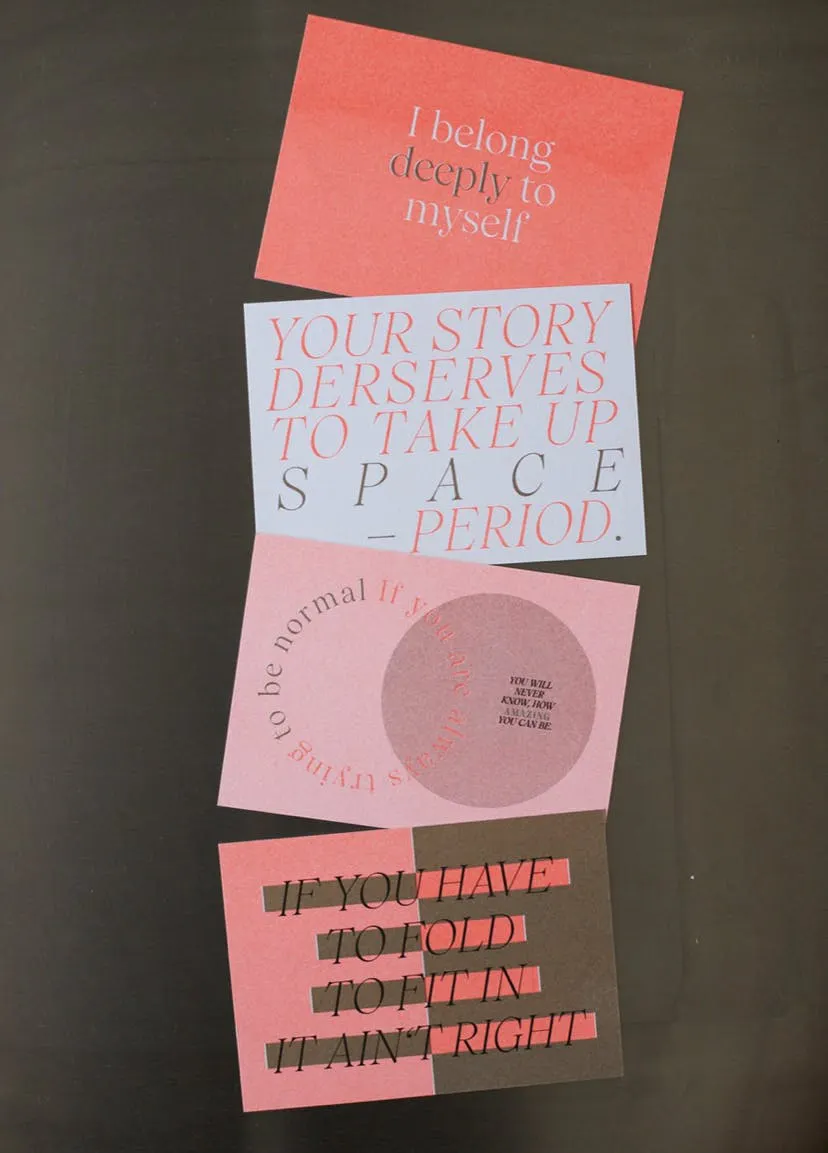 I belong
deeply to
myself
YOUR STORY
DERSERVES
TO TAKE UP
SPACE
– PERIOD.
If you are always trying to be normal
YOU WILL
NEVER
KNOW, HOW
AMAZING
YOU CAN BE.
IF YOU HAVE
TO FOLD
TO FIT IN
IT AIN‘T RIGHT